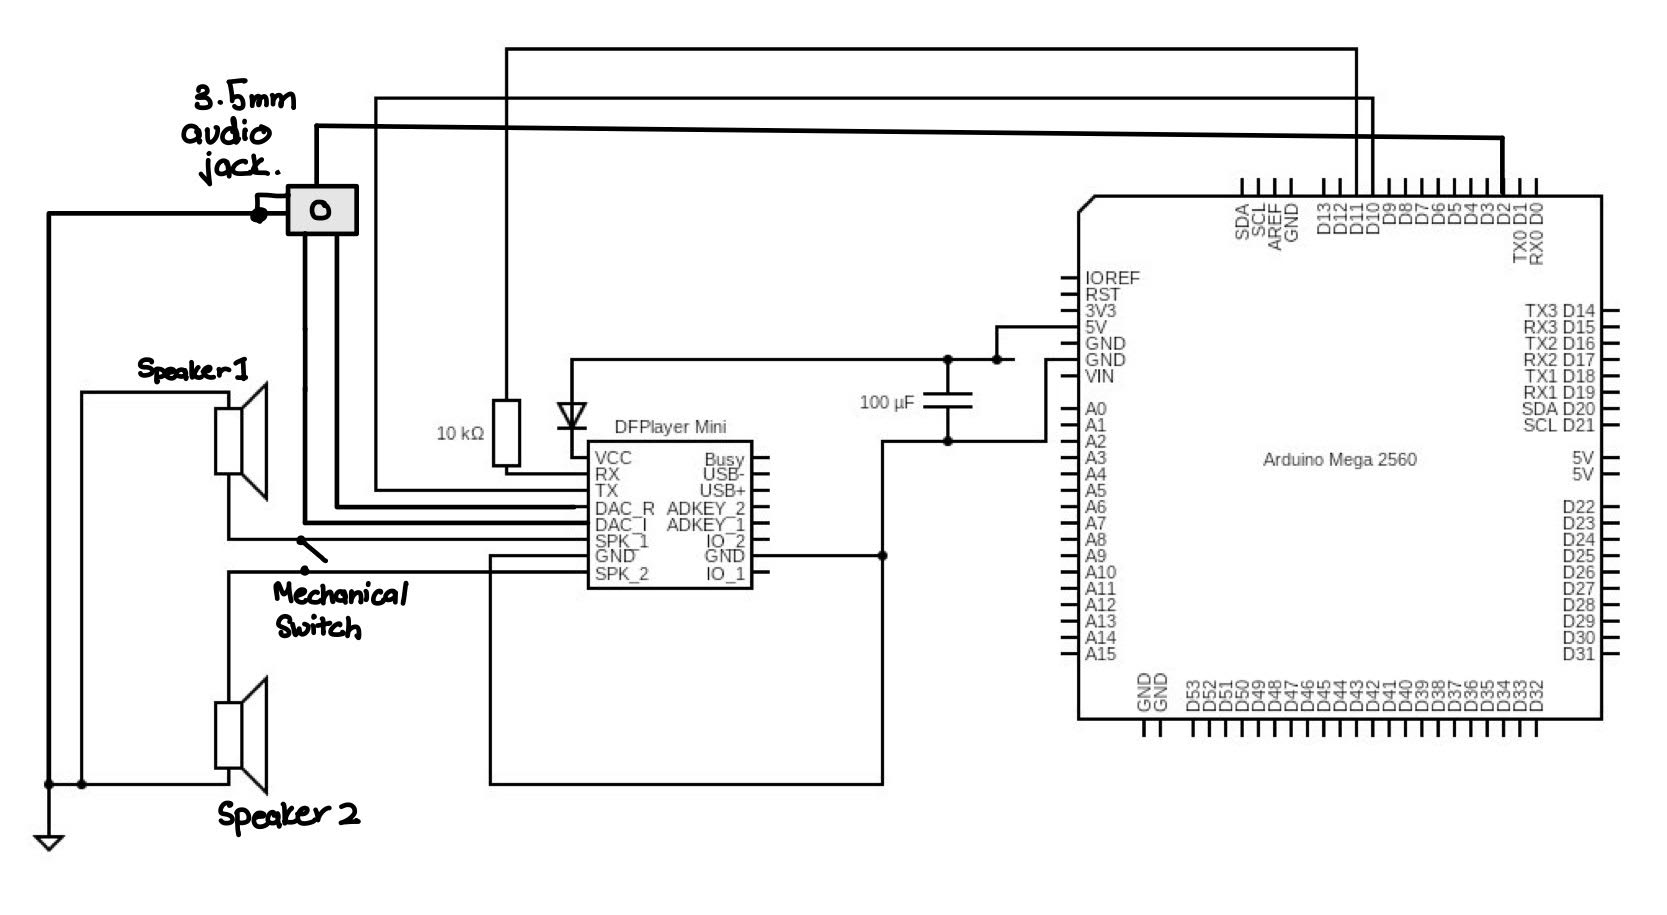 3.5mm
audio
jack.
Speaker 1
10 kΩ
DFPlayer Mini
VCC Busy
RX USB-
TX USB+
DAC_R ADKEY_2
DAC_I ADKEY_1
SPK_1 IO_2
GND GND
SPK_2 IO_1
Mechanical
Switch
Speaker 2
100 µF
SDA
SCL
AREF
GND
D13
D12
D11
D10
D9
D8
D7
D6
D5
D4
D3
D2
TX0 D1
RX0 D0
IOREF
RST
3V3
5V
GND
GND
VIN
A0
A1
A2
A3
A4
A5
A6
A7
A8
A9
A10
A11
A12
A13
A14
A15
Arduino Mega 2560
TX3 D14
RX3 D15
TX2 D16
RX2 D17
TX1 D18
RX1 D19
SDA D20
SCL D21
5V
5V
D22
D23
D24
D25
D26
D27
D28
D29
D30
D31
GND
GND
D53
D52
D51
D50
D49
D48
D47
D46
D45
D44
D43
D42
D41
D40
D39
D38
D37
D36
D35
D34
D33
D32